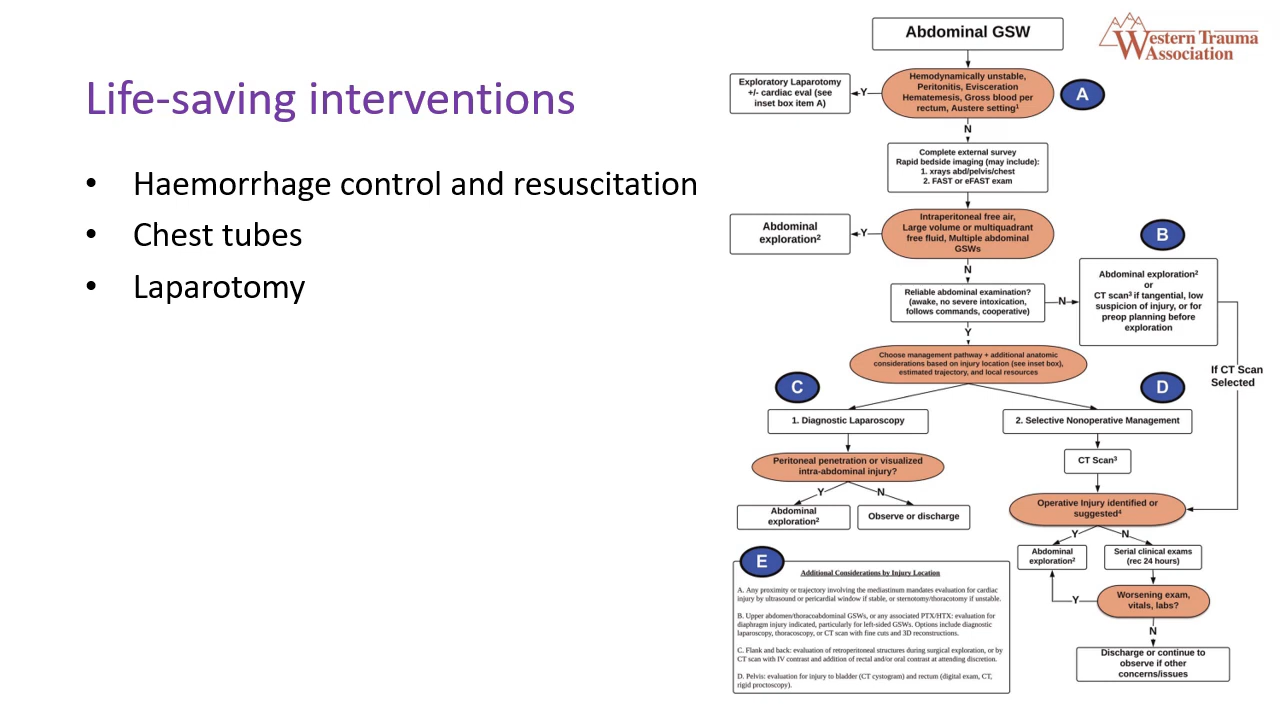 Life-saving interventions
• Haemorrhage control and resuscitation
• Chest tubes
• Laparotomy
Western Trauma
Association
Abdominal GSW
Hemodynamically unstable,
Peritonitis, Evisceration
Hematemesis, Gross blood per
rectum, Austere setting¹
A
Y
Exploratory Laparotomy
+/- cardiac eval (see
inset box item A)
N
Complete external survey
Rapid bedside imaging (may include):
1. xrays abd/pelvis/chest
2. FAST or eFAST exam
Intraperitoneal free air,
Large volume or multiquadrant
free fluid, Multiple abdominal
GSWs
Y
Abdominal
exploration²
N
Reliable abdominal examination?
(awake, no severe intoxication,
follows commands, cooperative)
N
B
Abdominal exploration²
or
CT scan³ if tangential, low
suspicion of injury, or for
preop planning before
exploration
If CT Scan
Selected
Y
Choose management pathway + additional anatomic
considerations based on injury location (see inset box),
estimated trajectory, and local resources
C
1. Diagnostic Laparoscopy
Peritoneal penetration or visualized
intra-abdominal injury?
Y
N
Abdominal
exploration²
Observe or discharge
D
2. Selective Nonoperative Management
CT Scan³
Operative Injury identified or
suggested⁴
Y
N
Abdominal
exploration²
Serial clinical exams
(rec 24 hours)
Worsening exam,
vitals, labs?
Y
N
Discharge or continue to
observe if other
concerns/issues
E
Additional Considerations by Injury Location
A. Any proximity or trajectory involving the mediastinum mandates evaluation for cardiac
injury by ultrasound or pericardial window if stable, or sternotomy/thoracotomy if unstable.
B. Upper abdomen/thoracoabdominal GSWs, or any associated PTX/HTX: evaluation for
diaphragm injury indicated, particularly for left-sided GSWs. Options include diagnostic
laparoscopy, thoracoscopy, or CT scan with fine cuts and 3D reconstructions.
C. Flank and back: evaluation of retroperitoneal structures during surgical exploration, or by
CT scan with IV contrast and addition of rectal and/or oral contrast at attending discretion.
D. Pelvis: evaluation for injury to bladder (CT cystogram) and rectum (digital exam, CT,
rigid proctoscopy).